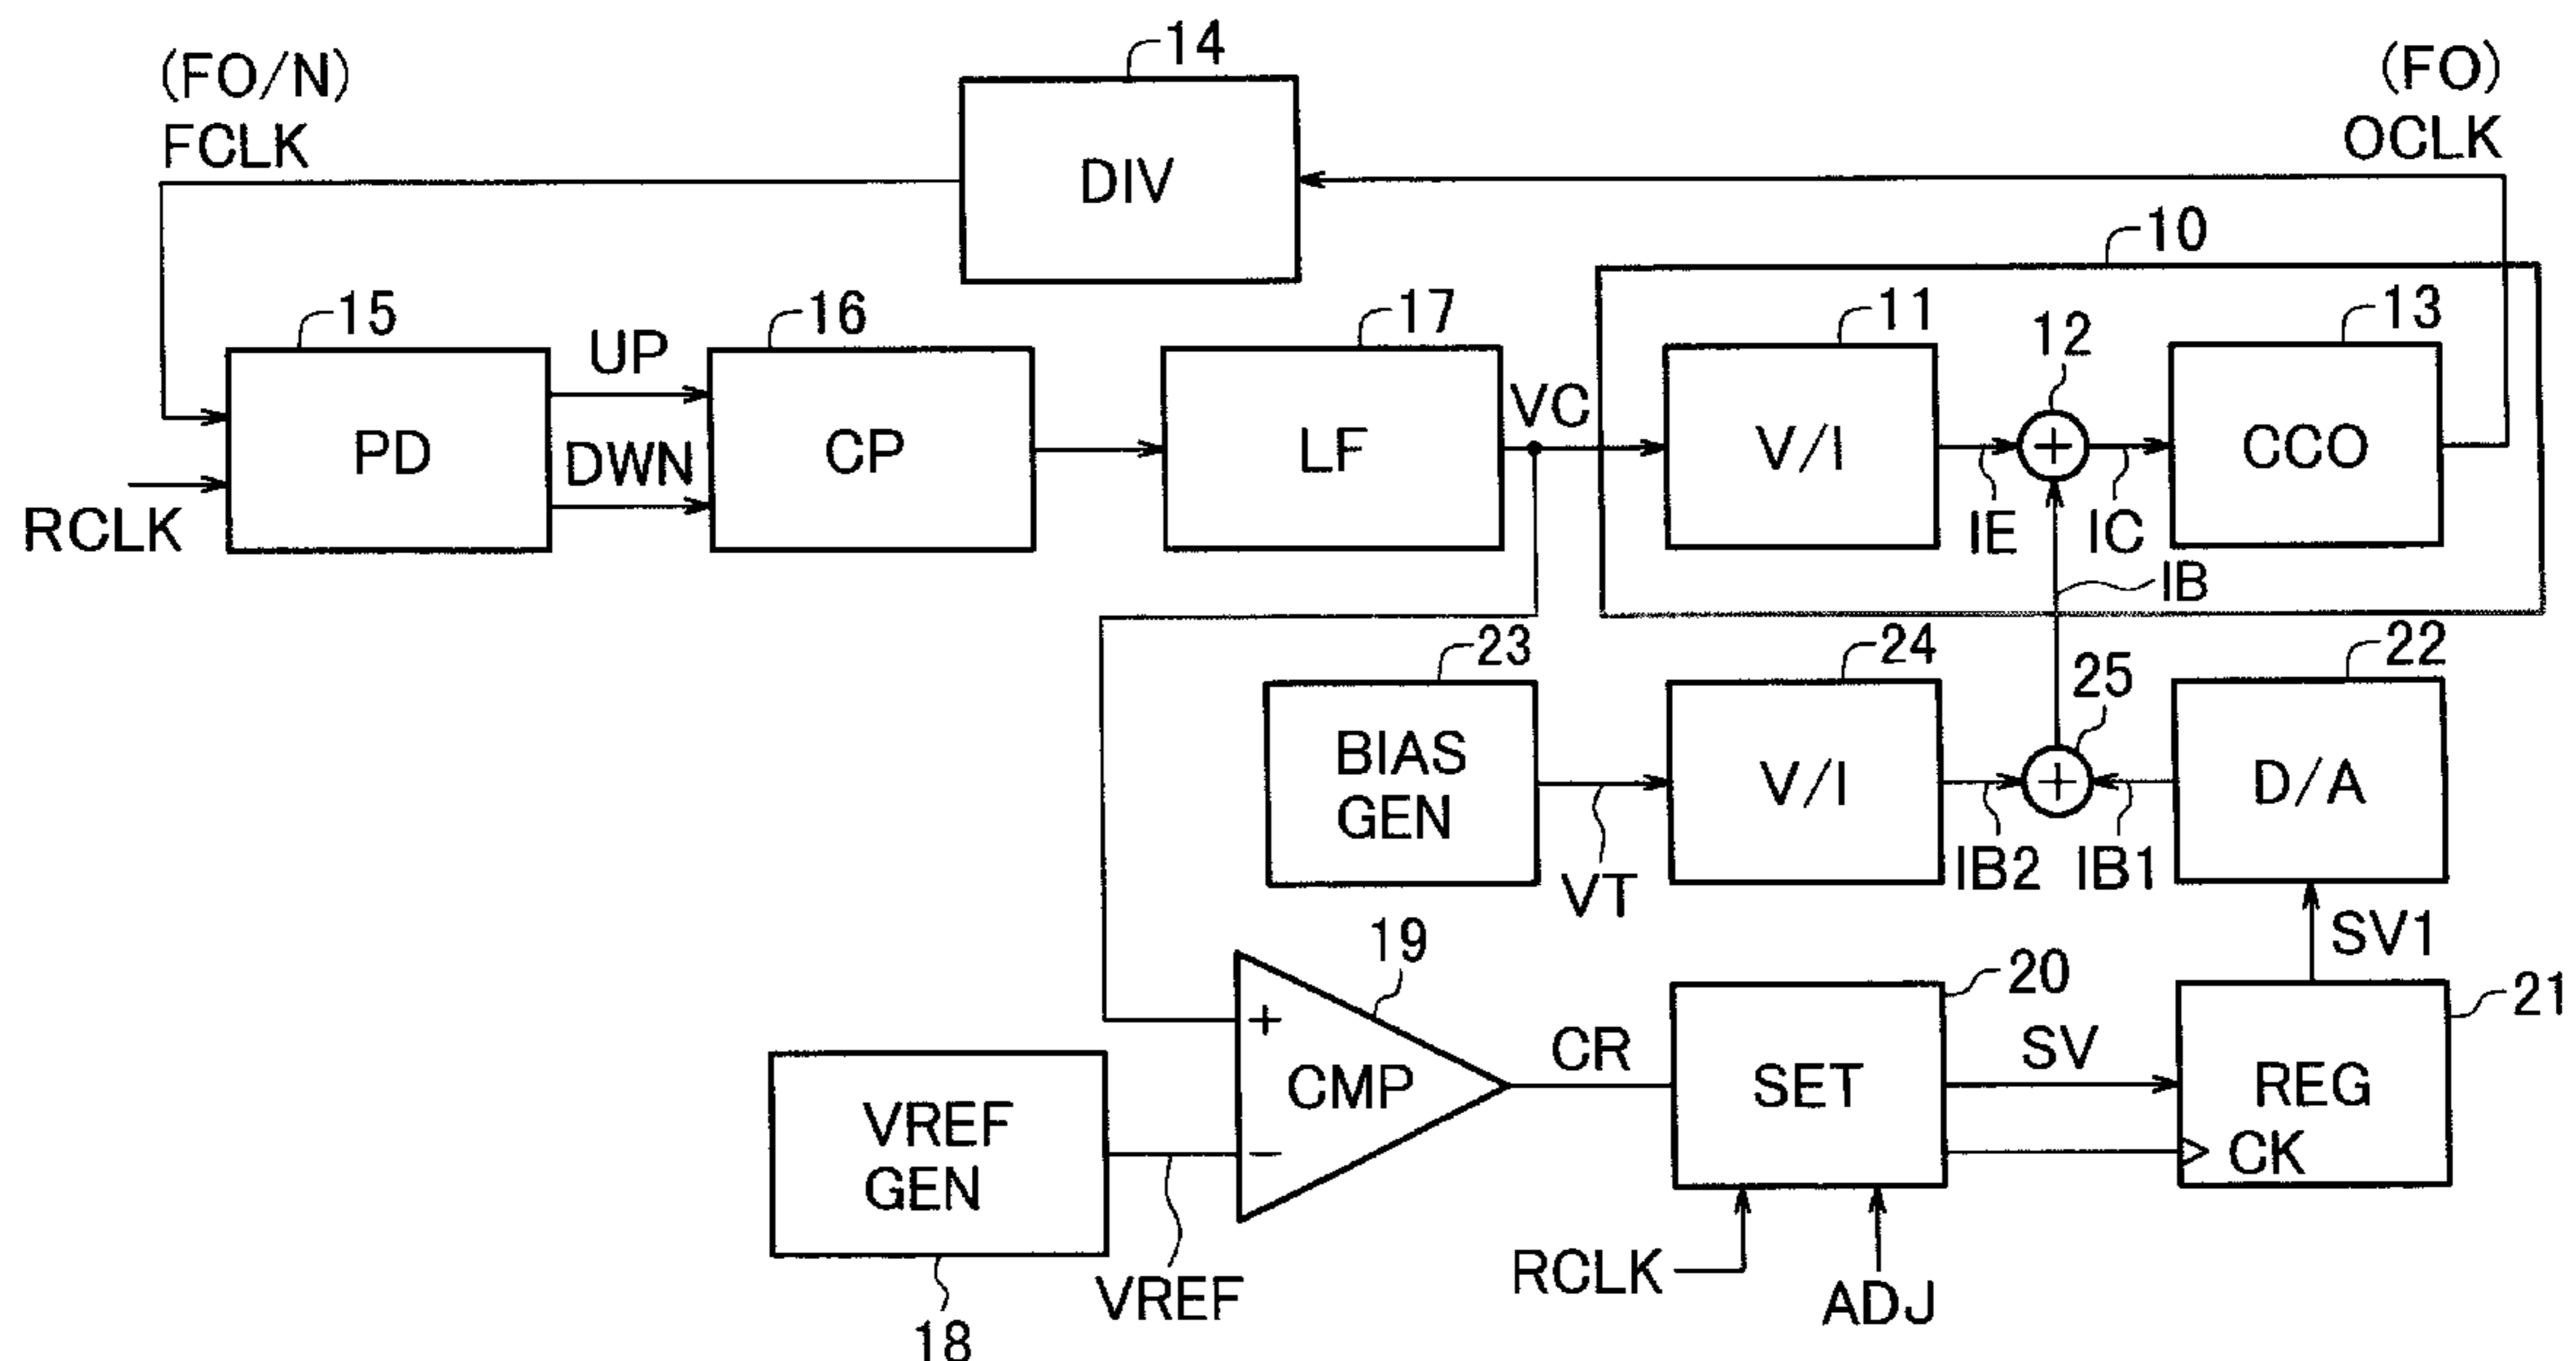 14
(FO/N)
FCLK
DIV
(FO)
OCLK
10
15
UP
16
17
11
12
13
PD
DWN
CP
LF
VC
V/I
+
CCO
RCLK
IE
IC
IB
23
24
25
22
BIAS
GEN
V/I
+
D/A
VT
IB2
IB1
19
SV1
20
21
+
CMP
−
CR
SET
SV
REG
CK
VREF
GEN
18
VREF
RCLK
ADJ